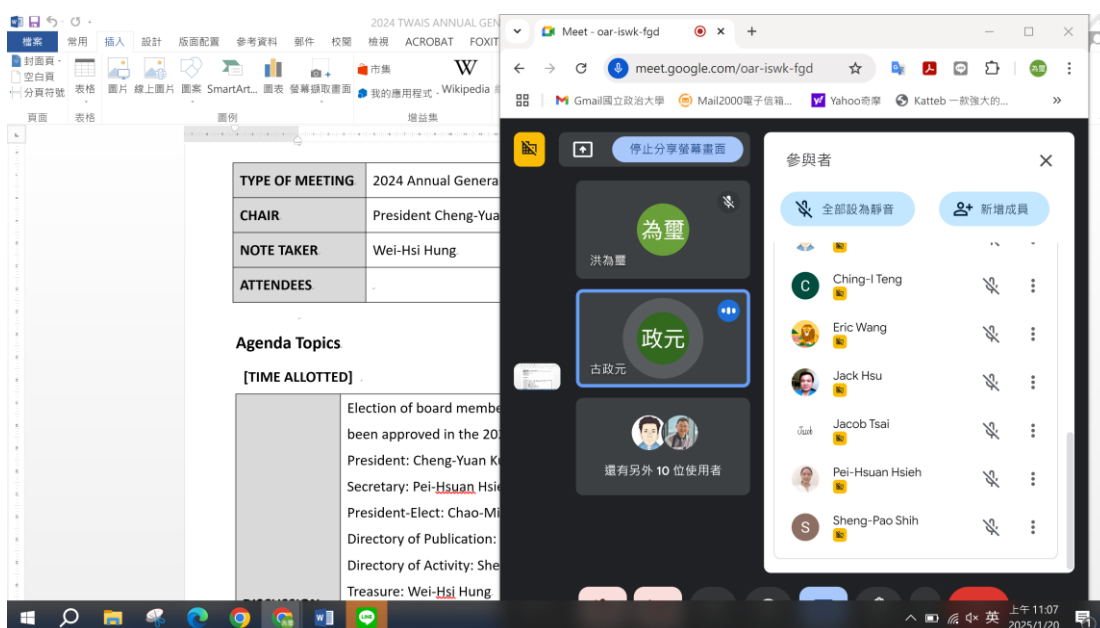 2024 TWAIS ANNUAL GEN
檔案 常用 插入 設計 版面配置 參考資料 郵件 校閱 檢視 ACROBAT FOXIT
封面頁
空白頁
分頁符號
表格 圖片 線上圖片 圖案 SmartArt... 圖表 螢幕擷取畫面
市集
我的應用程式
Wikipedia
頁面 表格 圖例 增益集
TYPE OF MEETING 2024 Annual Genera
CHAIR President Cheng-Yua
NOTE TAKER Wei-Hsi Hung
ATTENDEES
Agenda Topics
[TIME ALLOTTED]
Election of board membe
been approved in the 20
President: Cheng-Yuan K
Secretary: Pei-Hsuan Hsie
President-Elect: Chao-Mi
Directory of Publication:
Directory of Activity: She
Treasure: Wei-Hsi Hung
Meet - oar-iswk-fgd
meet.google.com/oar-iswk-fgd
為璽
Gmail國立政治大學 Mail2000電子信箱... Yahoo奇摩 Katteb 一款強大的...
停止分享螢幕畫面
為璽
洪為璽
政元
古政元
還有另外 10 位使用者
參與者
全部設為靜音 新增成員
C Ching-I Teng
Eric Wang
Jack Hsu
Jacob Tsai
Pei-Hsuan Hsieh
S Sheng-Pao Shih
英
上午 11:07
2025/1/20